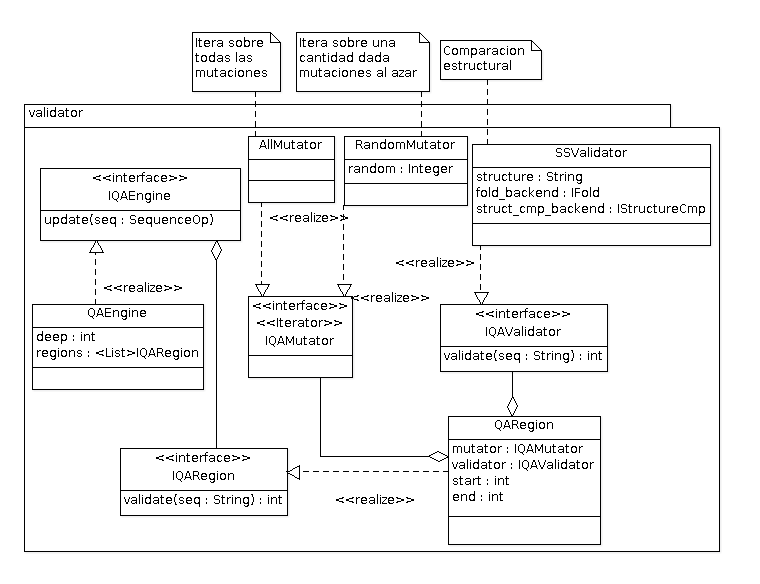 Itera sobre
todas las
mutaciones
Itera sobre una
cantidad dada
mutaciones al azar
Comparacion
estructural
validator
AllMutator
RandomMutator
random : Integer
SSValidator
structure : String
fold_backend : IFold
struct_cmp_backend : IStructureCmp
<<interface>>
IQAEngine
update(seq : SequenceOp)
<<realize>>
<<realize>>
<<realize>>
<<realize>>
QAEngine
deep : int
regions : <List>IQARegion
<<interface>>
<<Iterator>>
IQAMutator
<<interface>>
IQAValidator
validate(seq : String) : int
QARegion
mutator : IQAMutator
validator : IQAValidator
start : int
end : int
<<interface>>
IQARegion
validate(seq : String) : int
<<realize>>